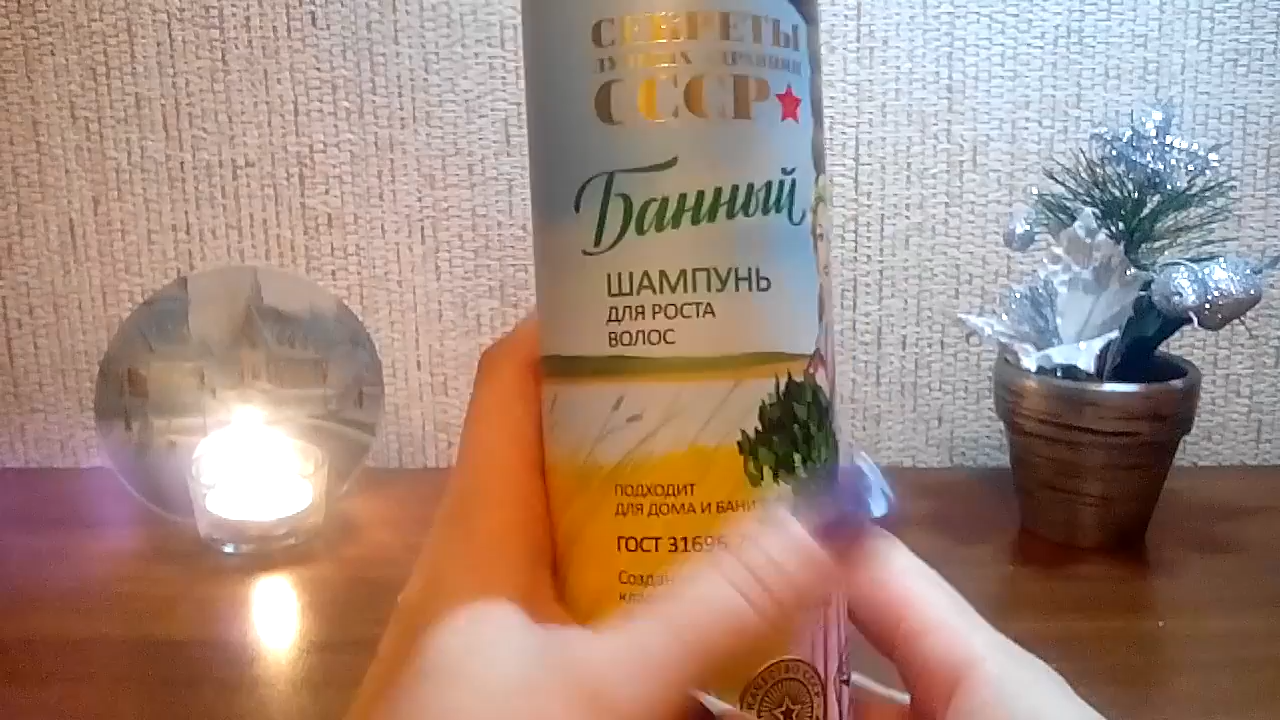 СЕКРЕТЫ
СССР
Банный
ШАМПУНЬ
ДЛЯ РОСТА
ВОЛОС
ПОДХОДИТ
ДЛЯ ДОМА И БАНИ
ГОСТ 31696